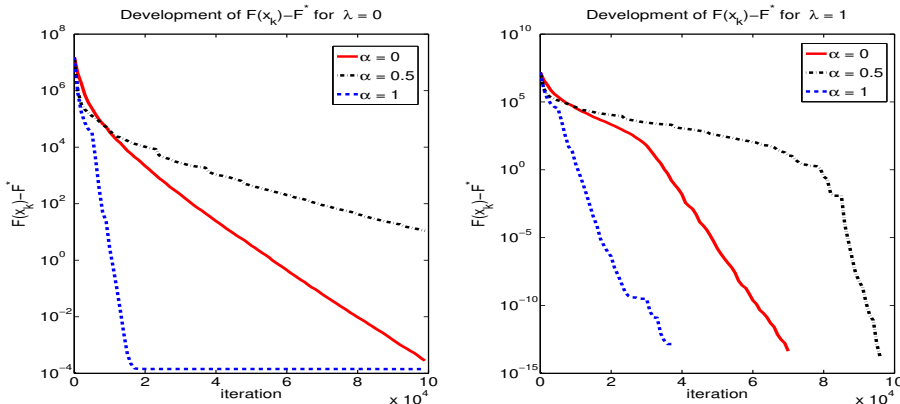 Development of F(x_k)−F^* for λ = 0
F(x_k)−F^*
10^8
10^6
10^4
10^2
10^0
10^−2
10^−4
0 2 4 6 8 10
iteration
x 10^4
α = 0
α = 0.5
α = 1
Development of F(x_k)−F^* for λ = 1
F(x_k)−F^*
10^10
10^5
10^0
10^−5
10^−10
10^−15
0 2 4 6 8 10
iteration
x 10^4
α = 0
α = 0.5
α = 1